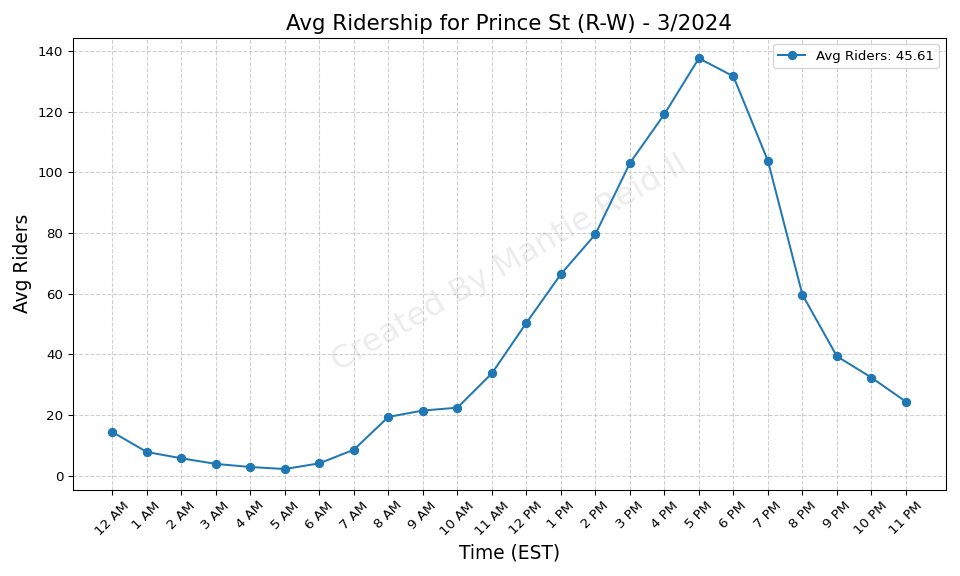 Avg Ridership for Prince St (R-W) - 3/2024
Avg Riders: 45.61
Avg Riders
140
120
100
80
60
40
20
0
Created By Mantie Reid II
12 AM
1 AM
2 AM
3 AM
4 AM
5 AM
6 AM
7 AM
8 AM
9 AM
10 AM
11 AM
12 PM
1 PM
2 PM
3 PM
4 PM
5 PM
6 PM
7 PM
8 PM
9 PM
10 PM
11 PM
Time (EST)